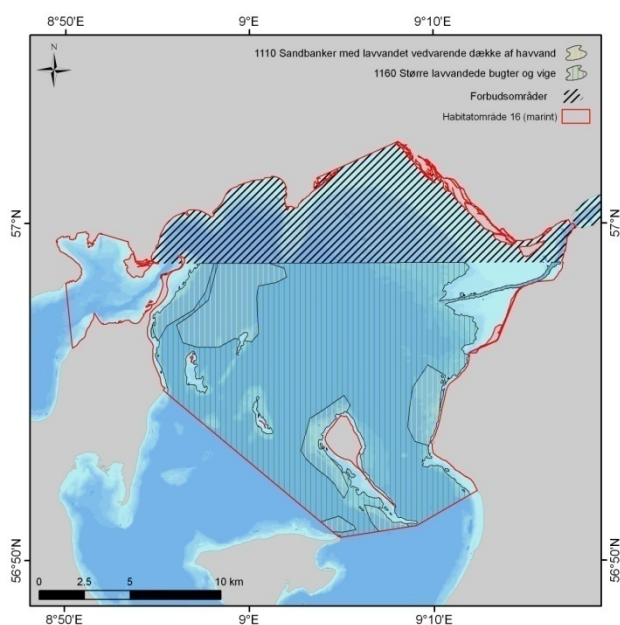 8°50'E 9°E 9°10'E
N
1110 Sandbanker med lavvandet vedvarende dække af havvand
1160 Større lavvandede bugter og vige
Forbudsområder
Habitatområde 16 (marint)
57°N 57°N
56°50'N 56°50'N
0 2.5 5 10 km
8°50'E 9°E 9°10'E